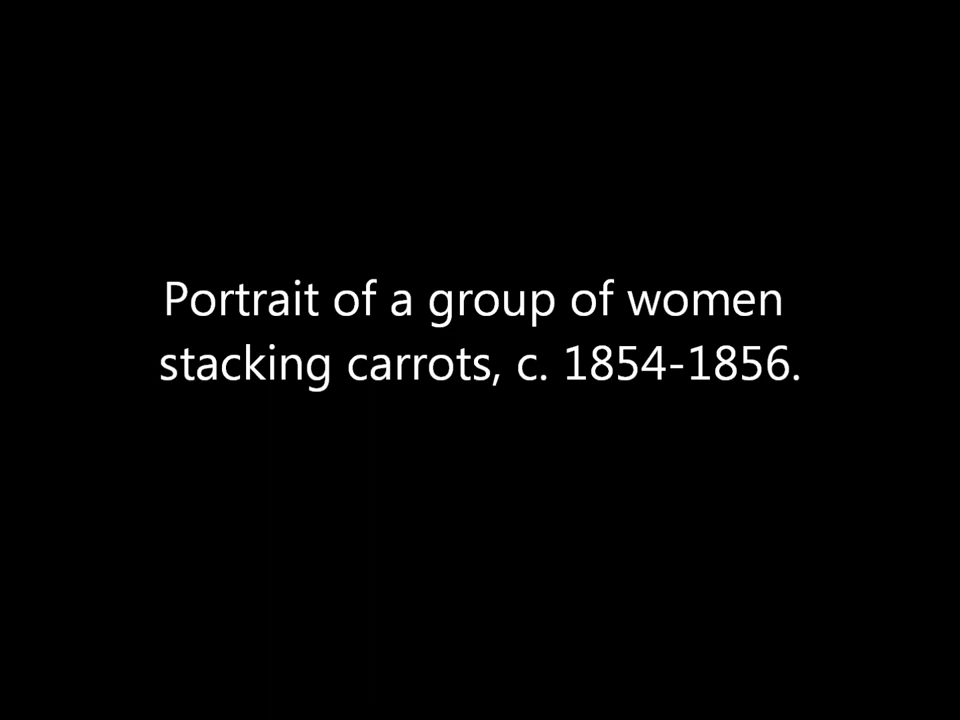 Portrait of a group of women
stacking carrots, c. 1854-1856.